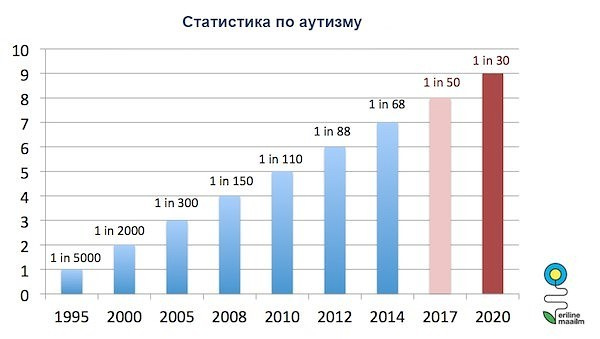 Статистика по аутизму
10
9
8
7
6
5
4
3
2
1
0
1 in 5000
1 in 2000
1 in 300
1 in 150
1 in 110
1 in 88
1 in 68
1 in 50
1 in 30
1995 2000 2005 2008 2010 2012 2014 2017 2020
eriline
maailm